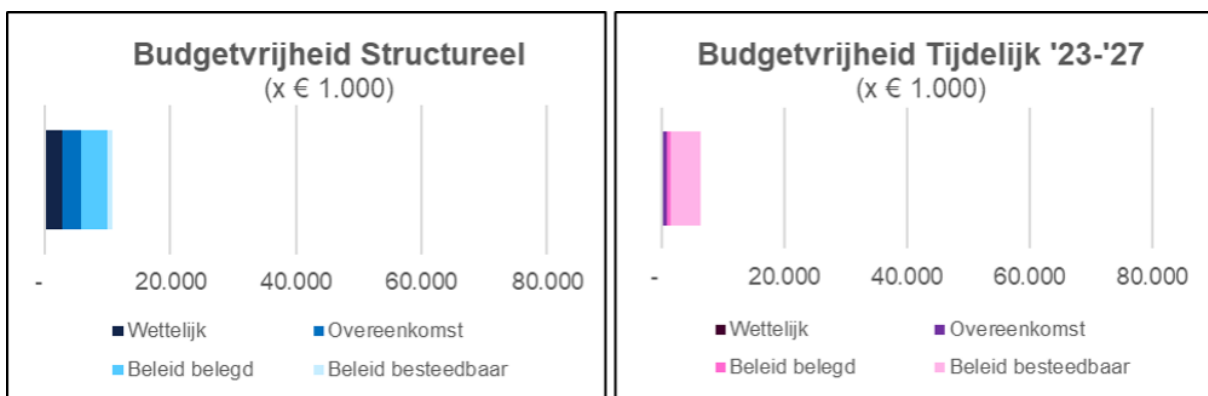 Budgetvrijheid Structureel
(x € 1.000)
- 20.000 40.000 60.000 80.000
Wettelijk Overeenkomst
Beleid belegd Beleid besteedbaar
Budgetvrijheid Tijdelijk '23-'27
(x € 1.000)
- 20.000 40.000 60.000 80.000
Wettelijk Overeenkomst
Beleid belegd Beleid besteedbaar